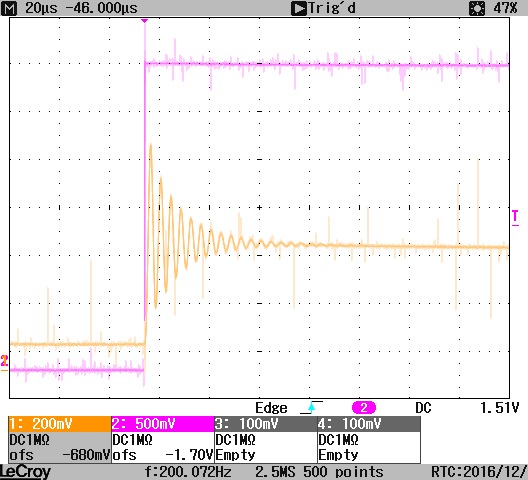 M 20µs -46.000µs Trig'd 47%
T
2
Edge 2 DC 1.51V
1: 200mV 2: 500mV 3: 100mV 4: 100mV
DC1MΩ DC1MΩ DC1MΩ DC1MΩ
ofs -680mV ofs -1.70V Empty Empty
LeCroy f:200.072Hz 2.5MS 500 points RTC:2016/12/